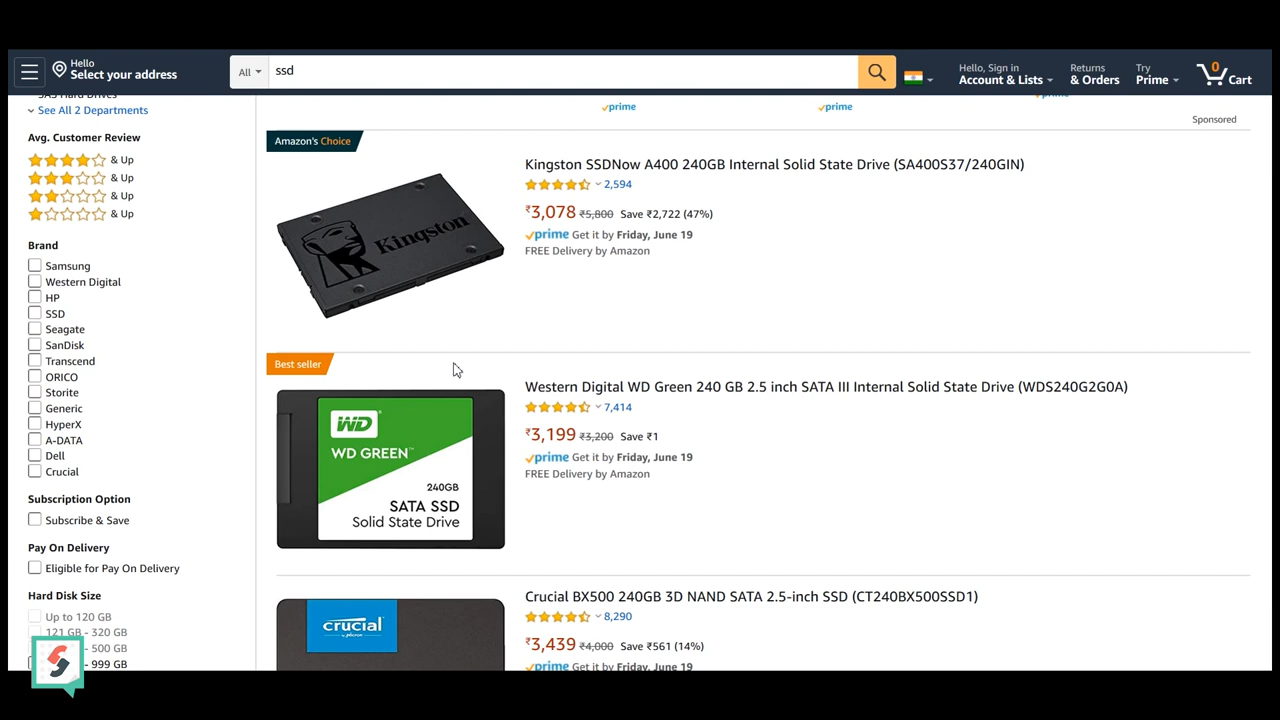 Hello
Select your address
All
ssd
Hello, Sign in
Account & Lists
Returns
& Orders
Try
Prime
0
Cart
SAS Hard Drives
See All 2 Departments
Avg. Customer Review
& Up
& Up
& Up
& Up
Brand
Samsung
Western Digital
HP
SSD
Seagate
SanDisk
Transcend
ORICO
Storite
Generic
HyperX
A-DATA
Dell
Crucial
Subscription Option
Subscribe & Save
Pay On Delivery
Eligible for Pay On Delivery
Hard Disk Size
Up to 120 GB
121 GB - 320 GB
- 500 GB
- 999 GB
prime
prime
prime
Sponsored
Amazon's Choice
Kingston
Kingston SSDNow A400 240GB Internal Solid State Drive (SA400S37/240GIN)
2,594
₹3,078 ₹5,800 Save ₹2,722 (47%)
prime Get it by Friday, June 19
FREE Delivery by Amazon
Best seller
WD
WD GREEN™
240GB
SATA SSD
Solid State Drive
Western Digital WD Green 240 GB 2.5 inch SATA III Internal Solid State Drive (WDS240G2G0A)
7,414
₹3,199 ₹3,200 Save ₹1
prime Get it by Friday, June 19
FREE Delivery by Amazon
crucial
by Micron
Crucial BX500 240GB 3D NAND SATA 2.5-inch SSD (CT240BX500SSD1)
8,290
₹3,439 ₹4,000 Save ₹561 (14%)
prime Get it by Friday, June 19